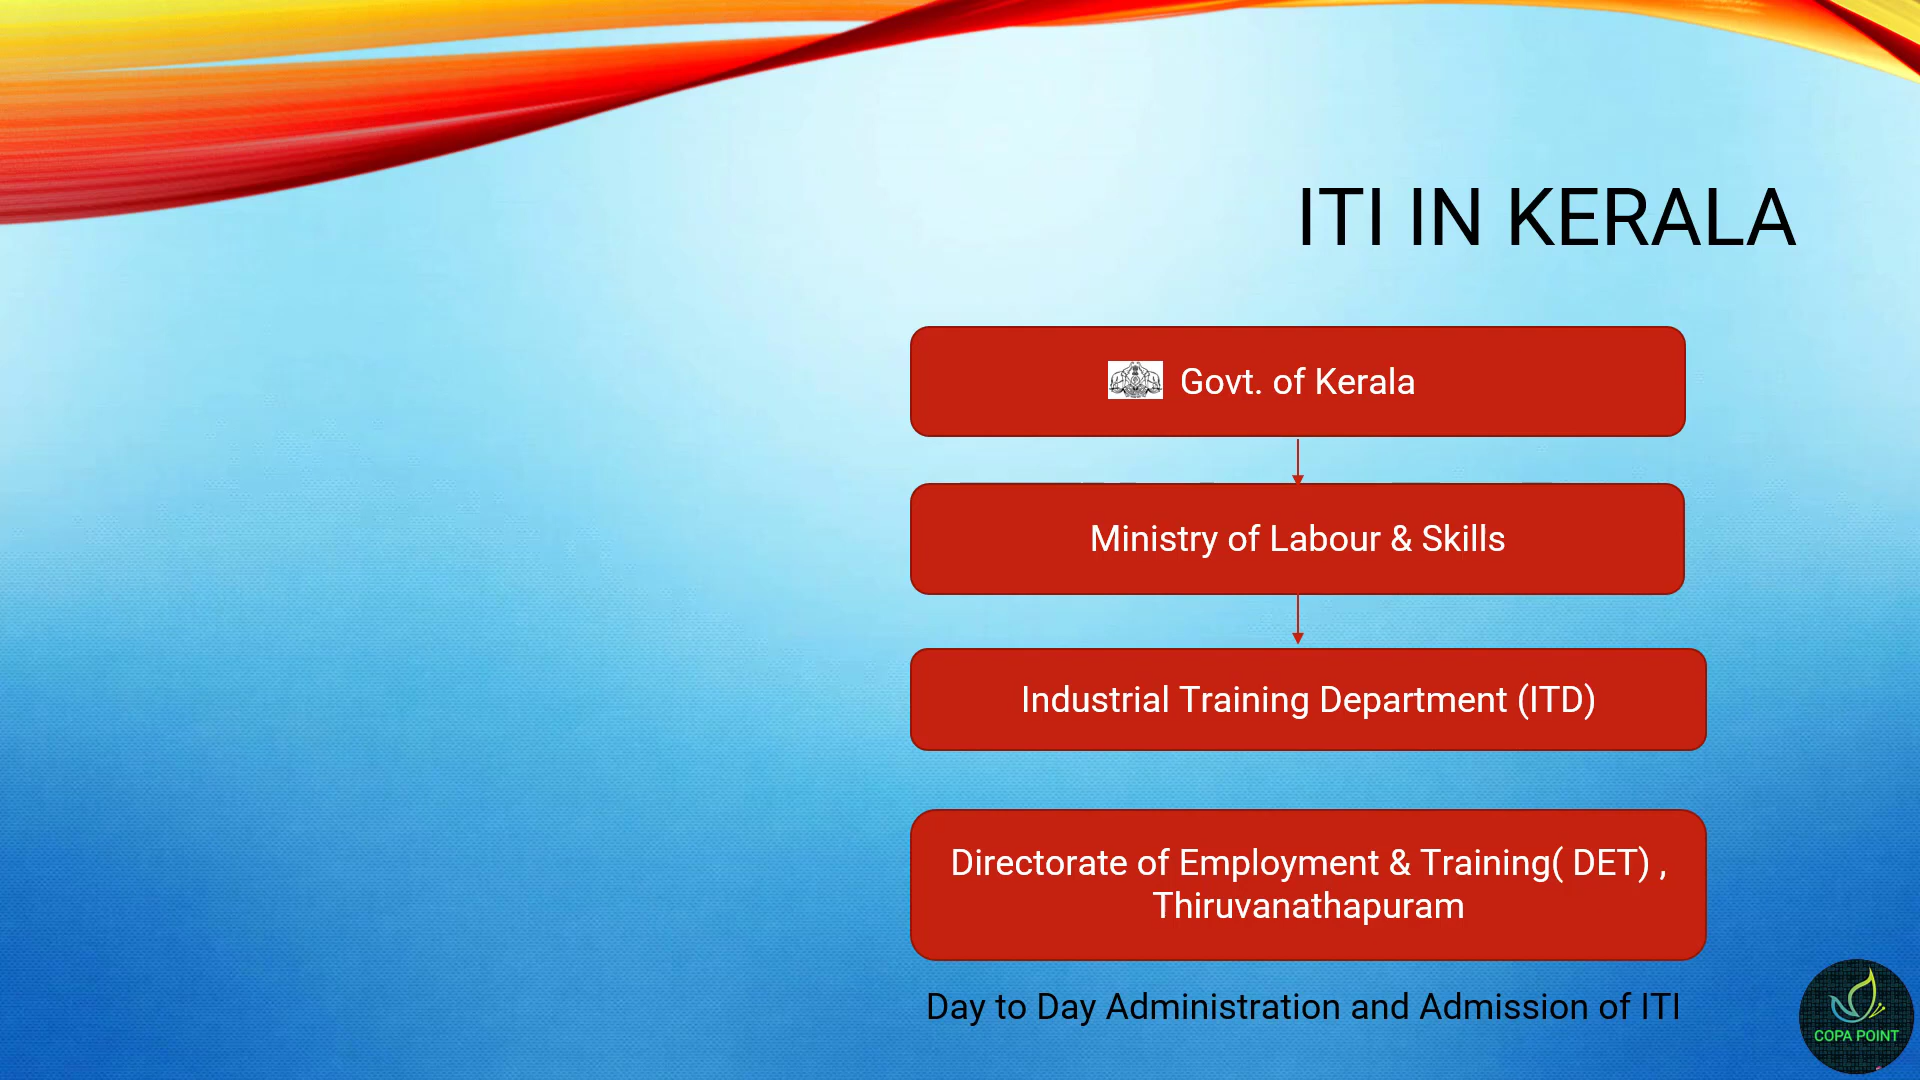 ITI IN KERALA
Govt. of Kerala
Ministry of Labour & Skills
Industrial Training Department (ITD)
Directorate of Employment & Training( DET) ,
Thiruvanathapuram
Day to Day Administration and Admission of ITI
COPA POINT